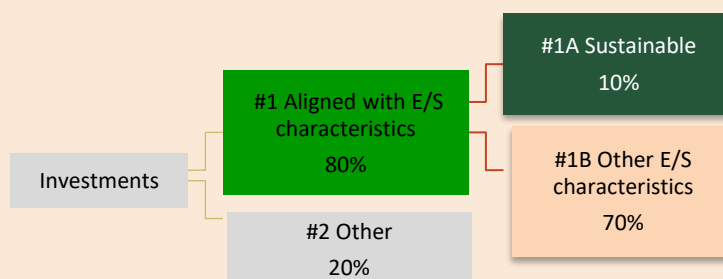 Investments
#1 Aligned with E/S
characteristics
80%
#2 Other
20%
#1A Sustainable
10%
#1B Other E/S
characteristics
70%